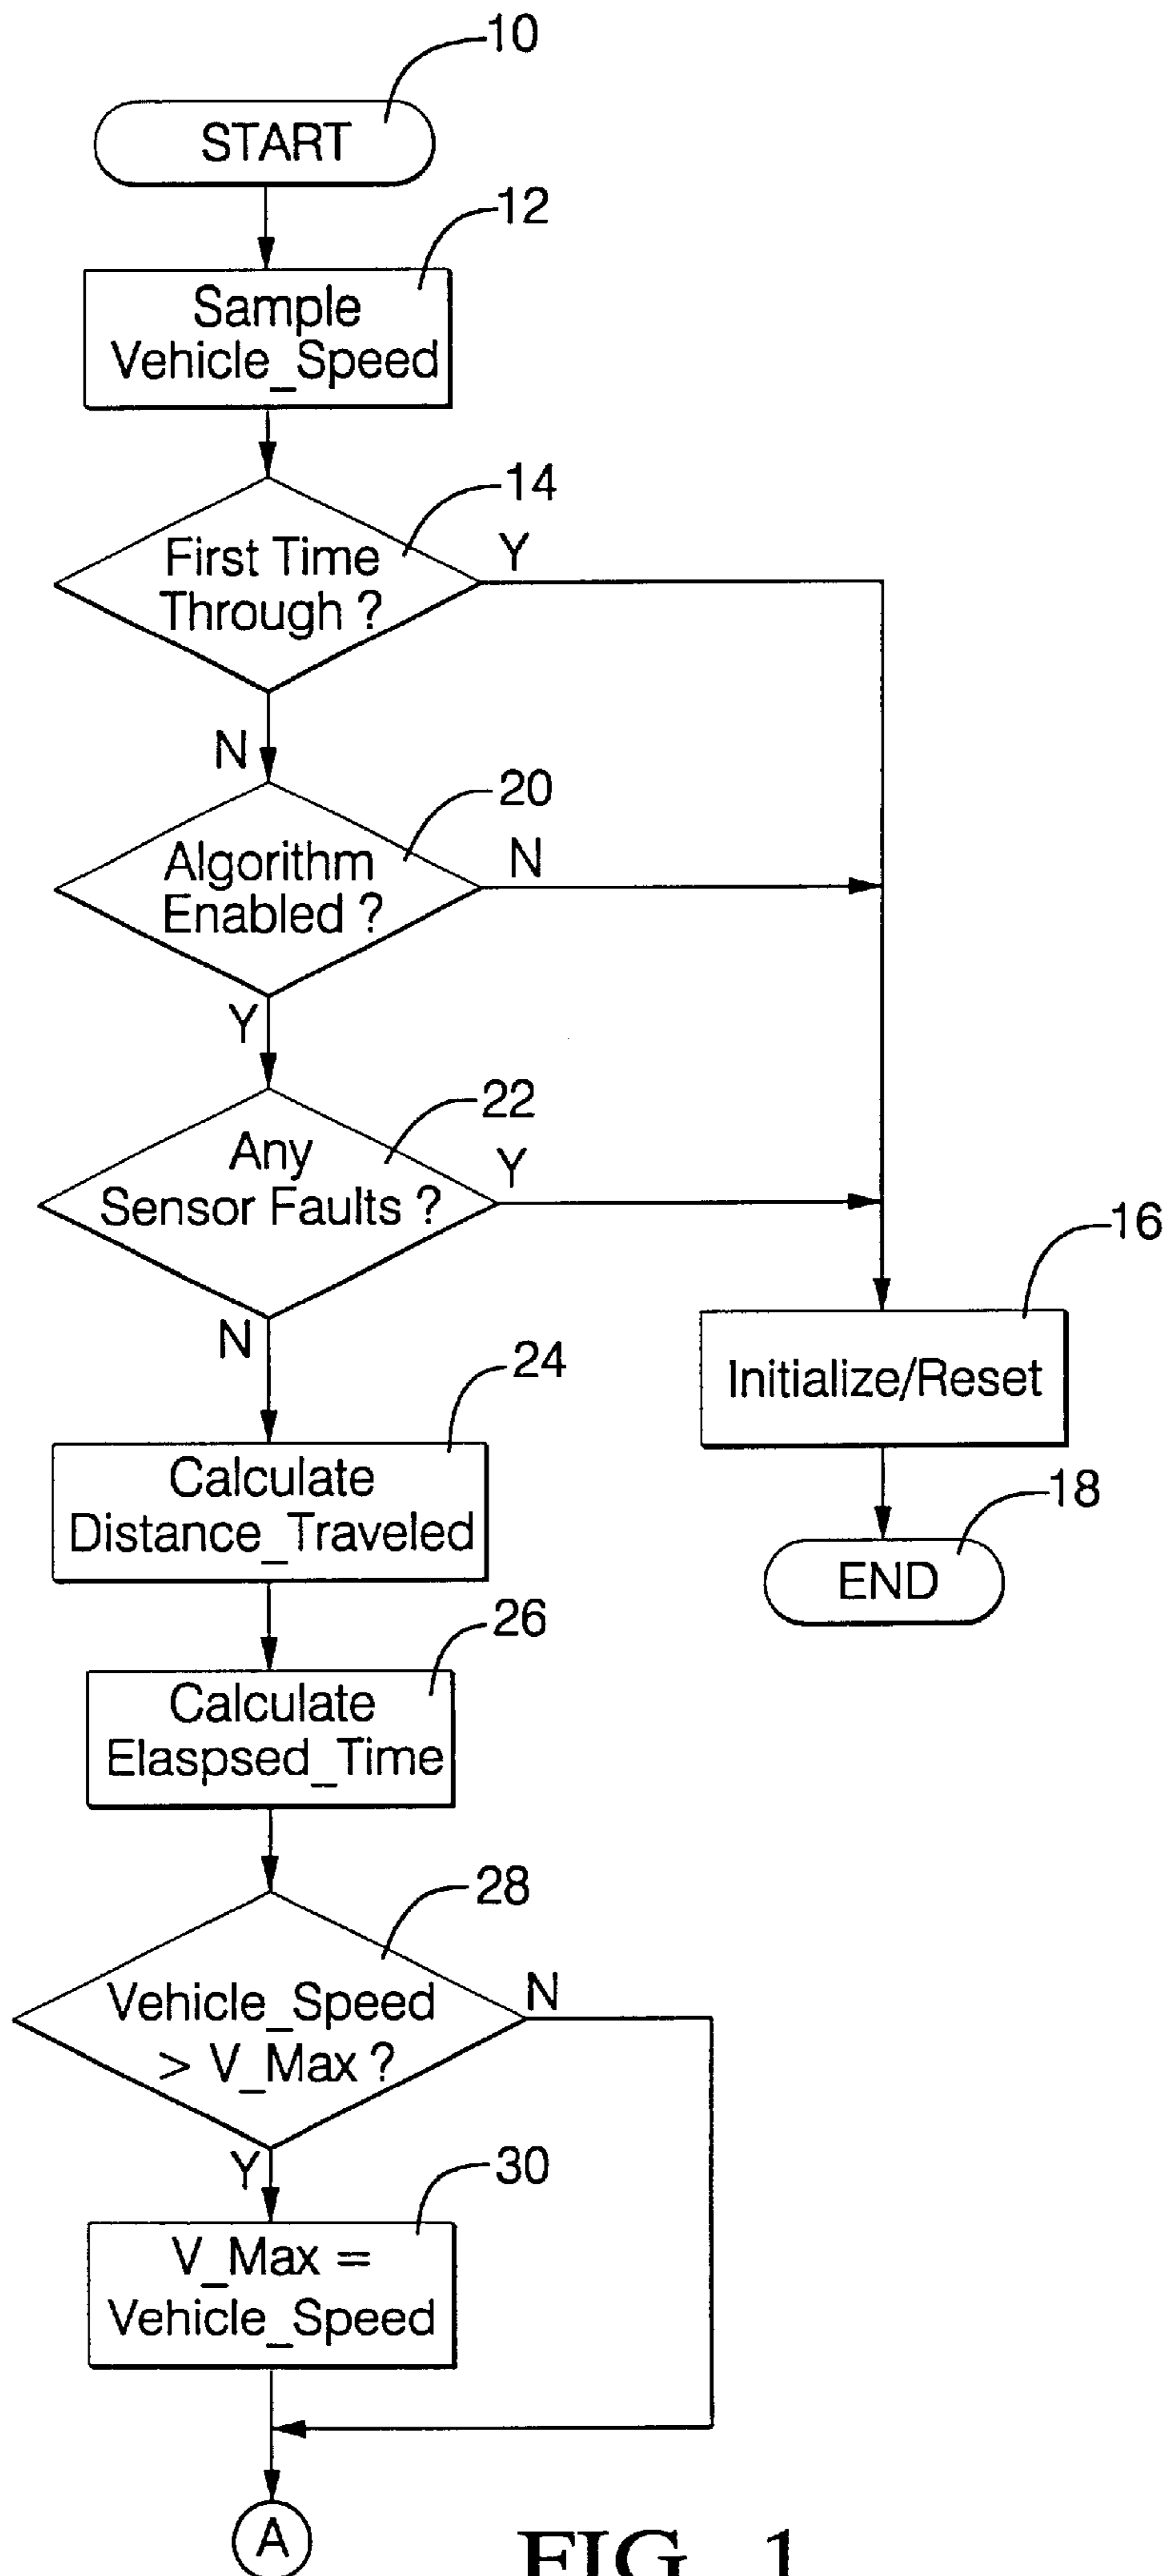 10
START
12
Sample
Vehicle_Speed
14
First Time
Through ?
Y
N
20
Algorithm
Enabled ?
N
Y
22
Any
Sensor Faults ?
Y
N
16
Initialize/Reset
24
Calculate
Distance_Traveled
18
END
26
Calculate
Elaspsed_Time
28
Vehicle_Speed
> V_Max ?
N
Y
30
V_Max =
Vehicle_Speed
A
FIG. 1